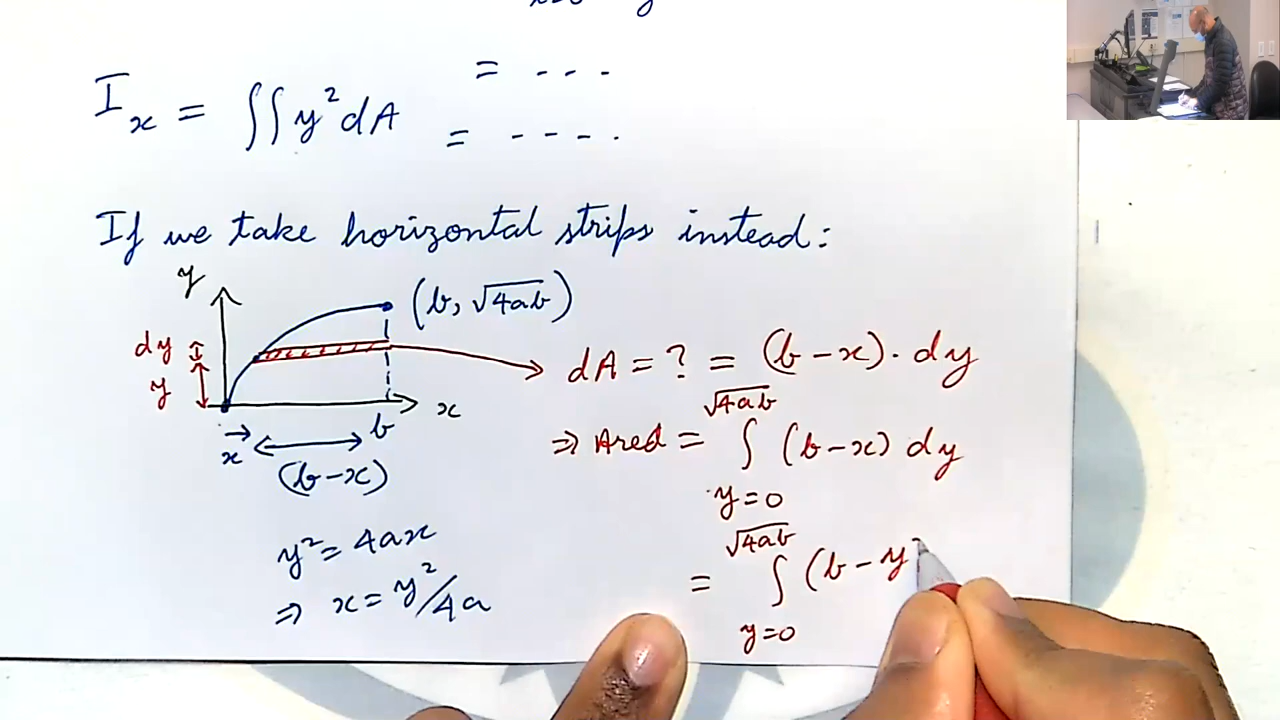 I_x = ∫∫ y² dA = - - -
= - - - -
If we take horizontal strips instead:
y
(b, √4ab)
dy
y
x
x
b
(b-x)
dA = ? = (b-x)· dy
⇒ Area = ∫_{y=0}^{√4ab} (b-x) dy
y² = 4ax
⇒ x = y²/4a
= ∫_{y=0}^{√4ab} (b - y²